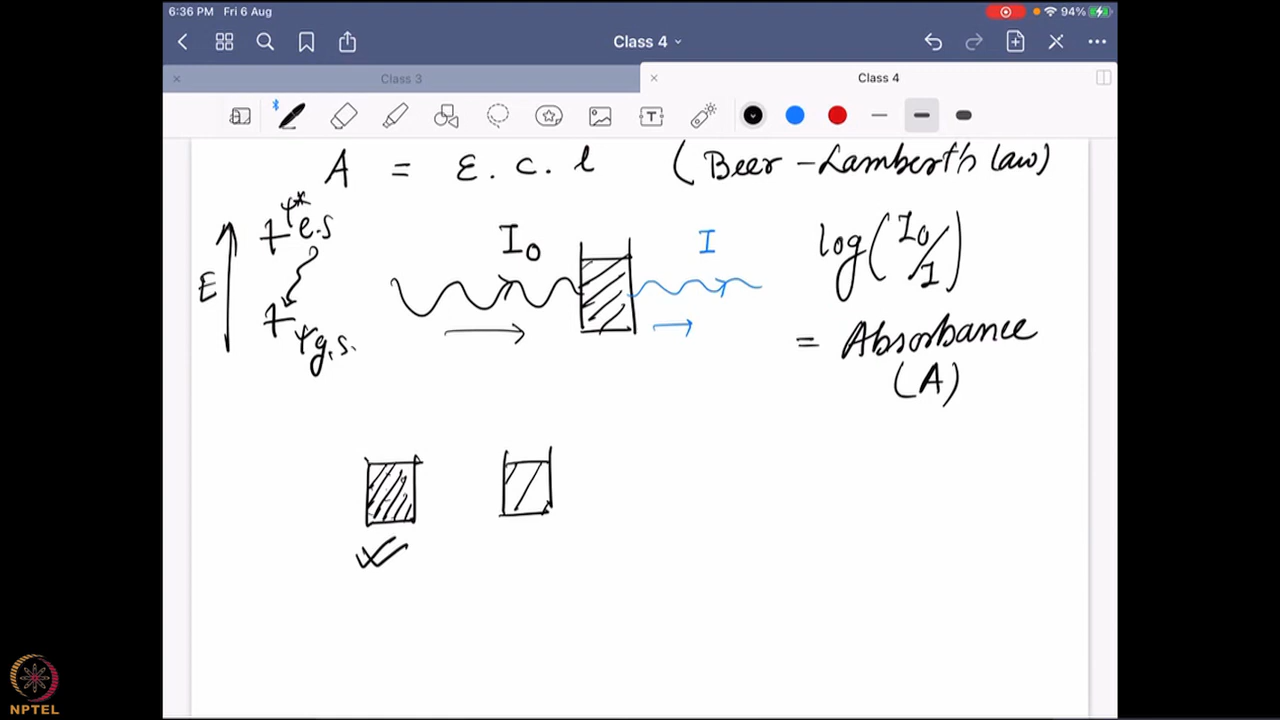 6:36 PM Fri 6 Aug
94%
Class 4
Class 3
Class 4
T
A = ε. c. l (Beer-Lambert's law)
E
ψ* e.s
ψg.s.
I₀
I
log(I₀/I)
= Absorbance
(A)
NPTEL